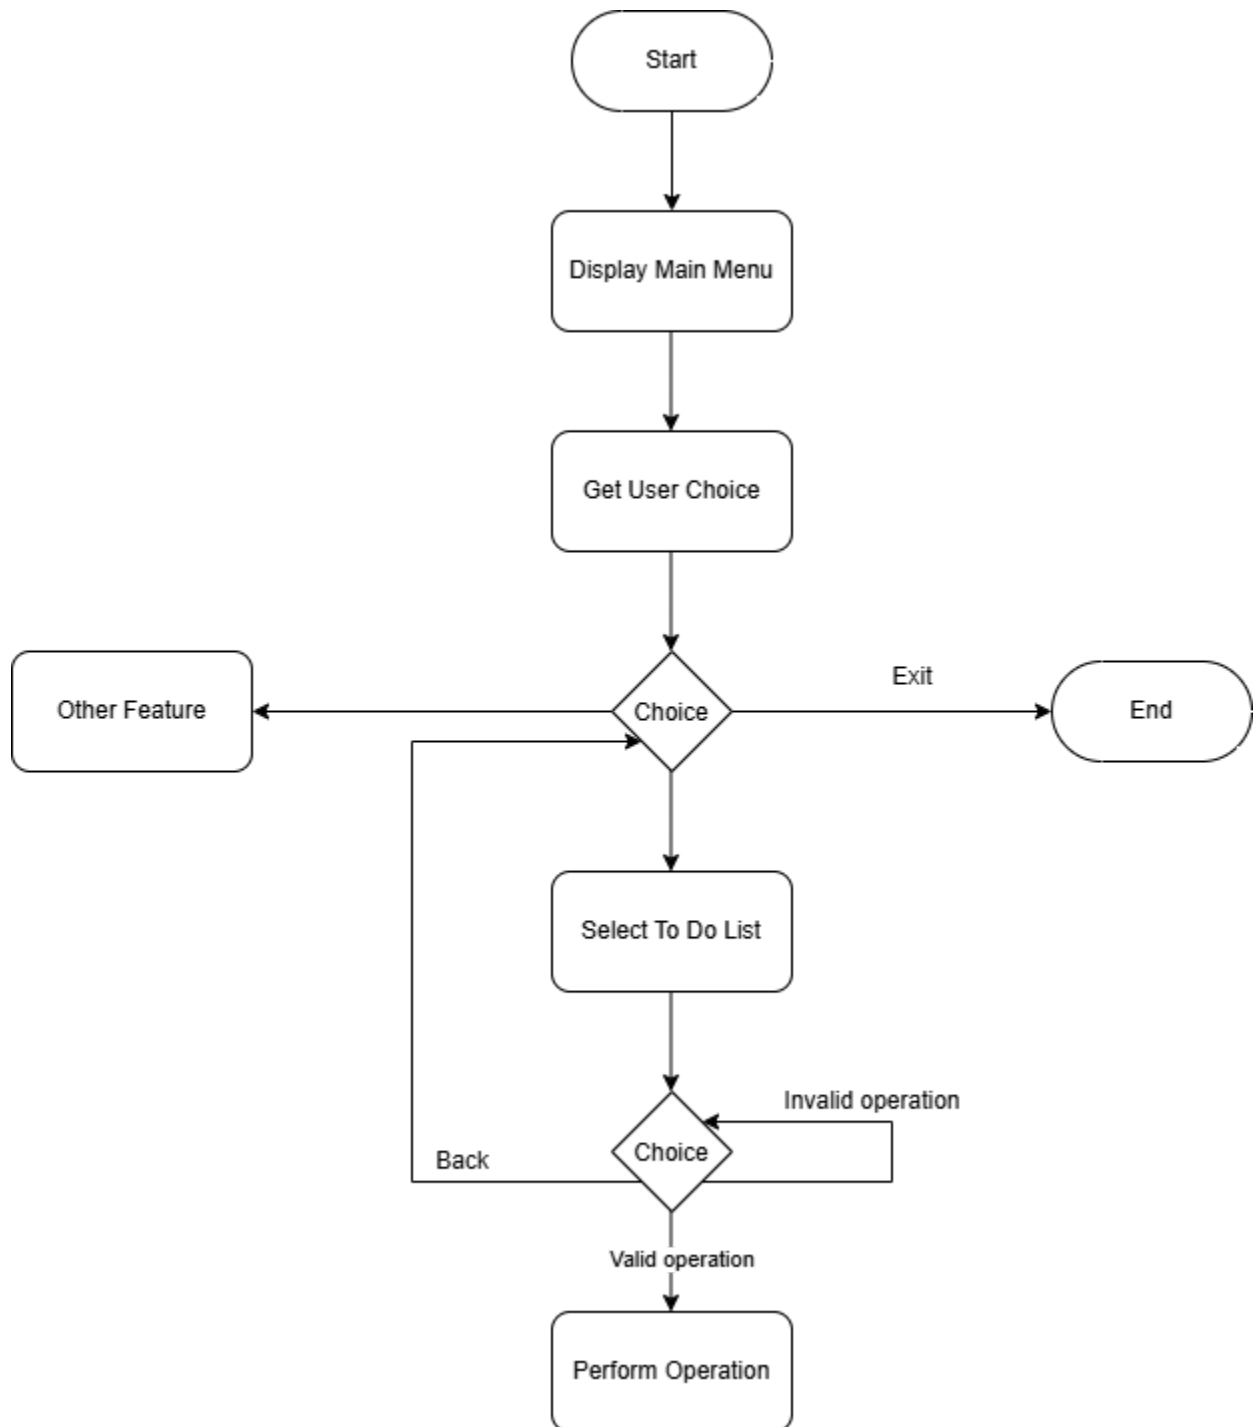 Start
Display Main Menu
Get User Choice
Other Feature
Choice
Exit
End
Select To Do List
Invalid operation
Choice
Back
Valid operation
Perform Operation